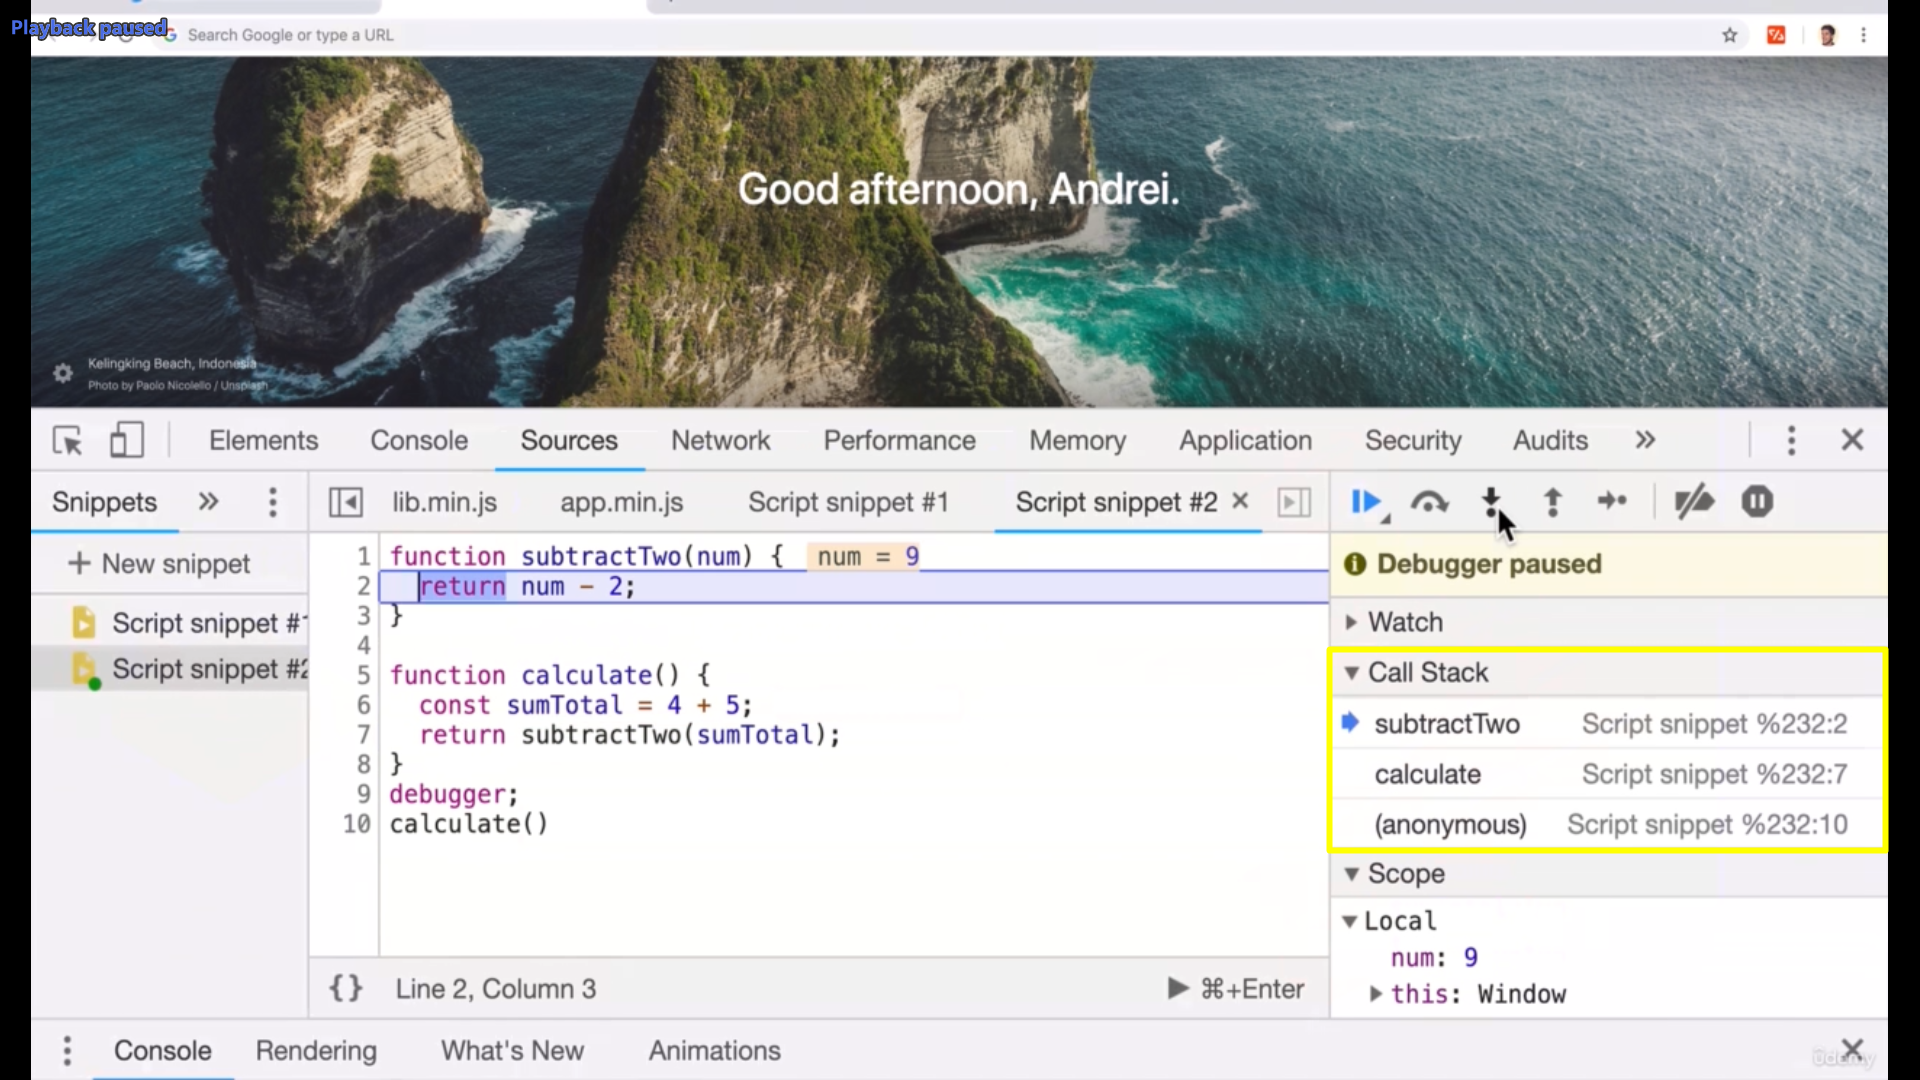 Playback paused
Search Google or type a URL
Good afternoon, Andrei.
Kelingking Beach, Indonesia
Photo by Paolo Nicolello / Unsplash
Elements Console Sources Network Performance Memory Application Security Audits »
Snippets »
lib.min.js app.min.js Script snippet #1 Script snippet #2 ×
+ New snippet
Script snippet #1
Script snippet #2
1 function subtractTwo(num) { num = 9
2 return num - 2;
3 }
4
5 function calculate() {
6 const sumTotal = 4 + 5;
7 return subtractTwo(sumTotal);
8 }
9 debugger;
10 calculate()
{} Line 2, Column 3 ⌘+Enter
Debugger paused
Watch
Call Stack
subtractTwo Script snippet %232:2
calculate Script snippet %232:7
(anonymous) Script snippet %232:10
Scope
Local
num: 9
this: Window
Console Rendering What's New Animations
ûdemy